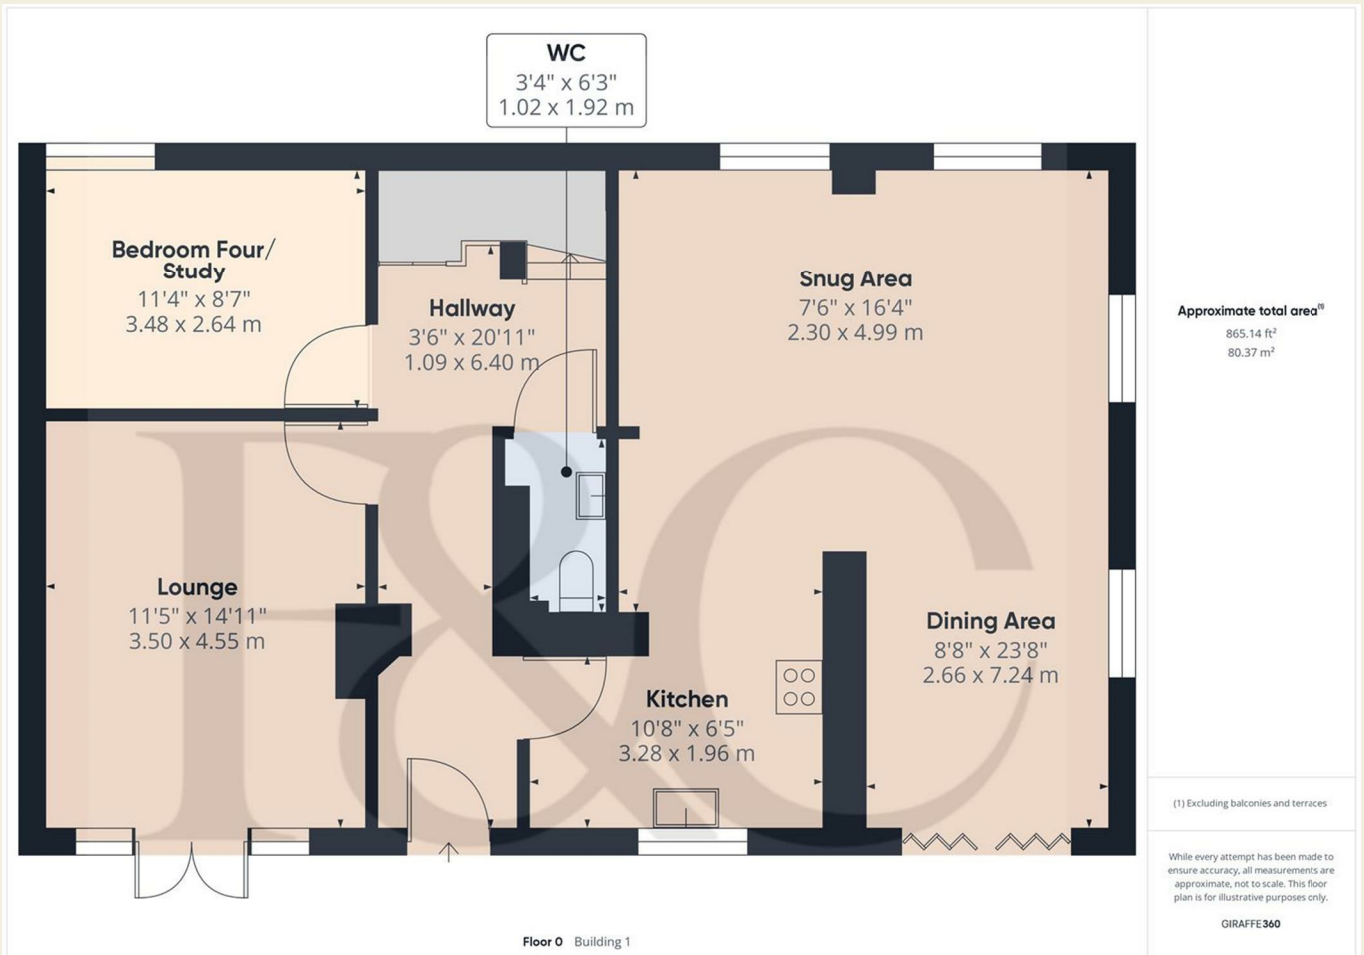 WC
3'4" x 6'3"
1.02 x 1.92 m
Bedroom Four/
Study
11'4" x 8'7"
3.48 x 2.64 m
Hallway
3'6" x 20'11"
1.09 x 6.40 m
Snug Area
7'6" x 16'4"
2.30 x 4.99 m
Lounge
11'5" x 14'11"
3.50 x 4.55 m
Kitchen
10'8" x 6'5"
3.28 x 1.96 m
Dining Area
8'8" x 23'8"
2.66 x 7.24 m
F&C
Floor 0 Building 1
Approximate total area(1)
865.14 ft²
80.37 m²
(1) Excluding balconies and terraces
While every attempt has been made to
ensure accuracy, all measurements are
approximate, not to scale. This floor
plan is for illustrative purposes only.
GIRAFFE360